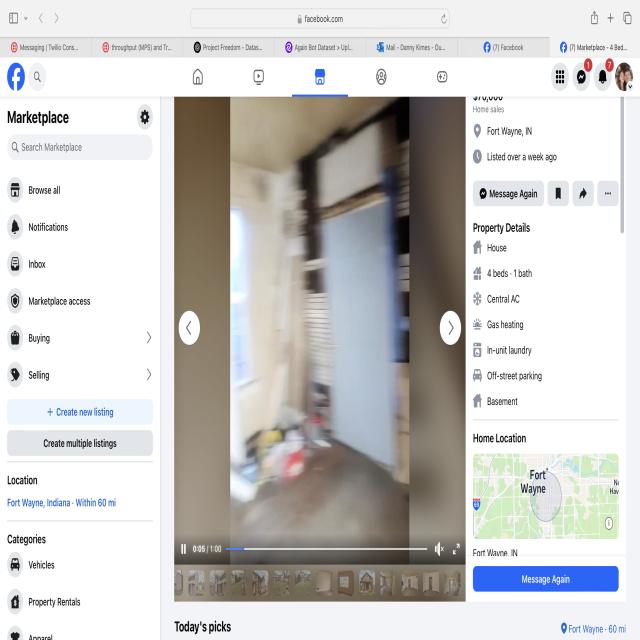 facebook.com
Messaging | Twilio Cons...
throughput (MPS) and Tr...
Project Freedom - Datas...
Again Bot Dataset > Upl...
Mail - Danny Kimes - Ou...
(7) Facebook
(7) Marketplace - 4 Bed...
1
7
Marketplace
Search Marketplace
Browse all
Notifications
Inbox
Marketplace access
Buying
Selling
+ Create new listing
Create multiple listings
Location
Fort Wayne, Indiana · Within 60 mi
Categories
Vehicles
Property Rentals
Apparel
0:05 / 1:00
Today's picks
Fort Wayne · 60 mi
$70,000
Home sales
Fort Wayne, IN
Listed over a week ago
Message Again
Property Details
House
4 beds · 1 bath
Central AC
Gas heating
In-unit laundry
Off-street parking
Basement
Home Location
Fort
Wayne
Hav
Fort Wayne, IN
Message Again